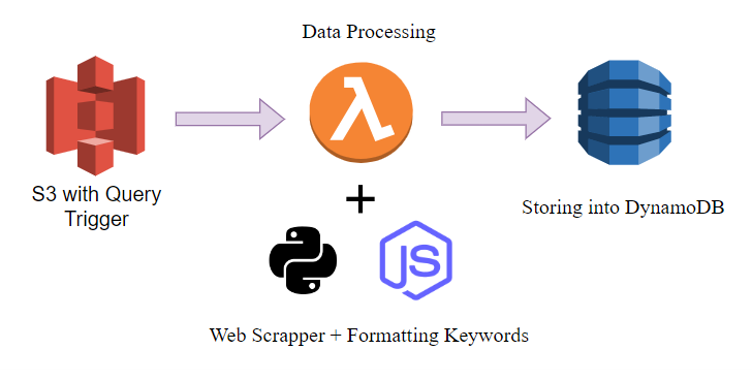 Data Processing
S3 with Query
Trigger
Storing into DynamoDB
+
JS
Web Scrapper + Formatting Keywords